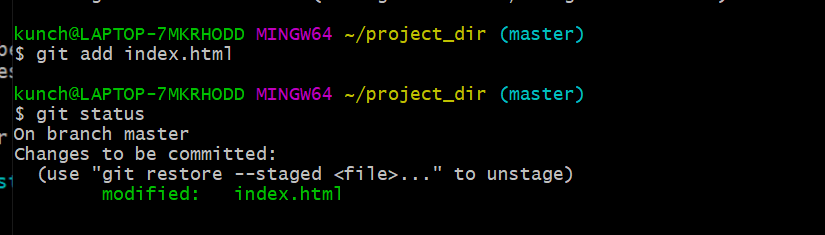 kunch@LAPTOP-7MKRHODD MINGW64 ~/project_dir (master)
$ git add index.html
kunch@LAPTOP-7MKRHODD MINGW64 ~/project_dir (master)
$ git status
On branch master
Changes to be committed:
  (use "git restore --staged <file>..." to unstage)
        modified:   index.html